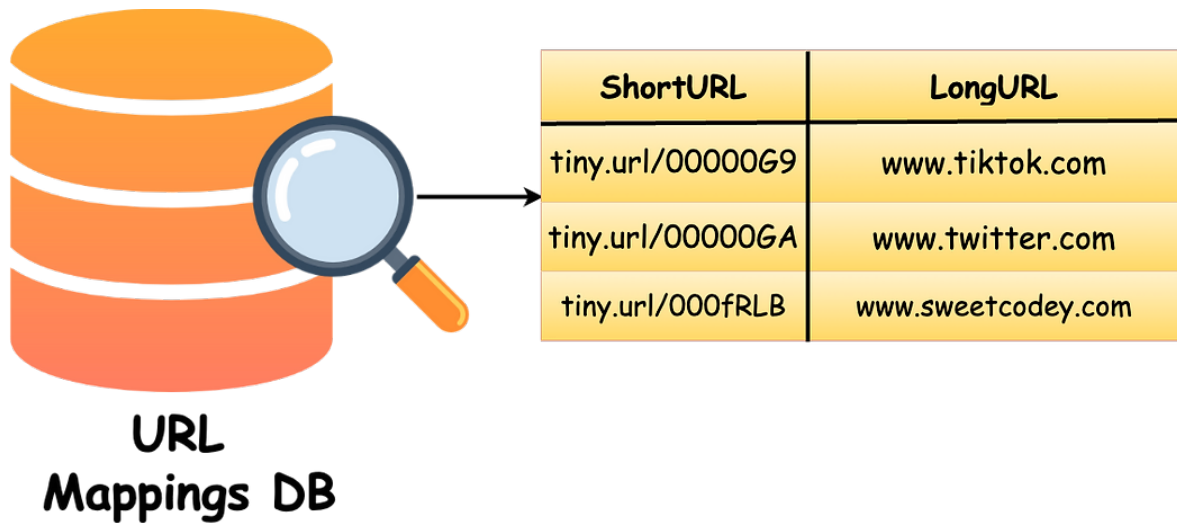 ShortURL LongURL
tiny.url/00000G9 www.tiktok.com
tiny.url/00000GA www.twitter.com
tiny.url/000fRLB www.sweetcodey.com
URL
Mappings DB